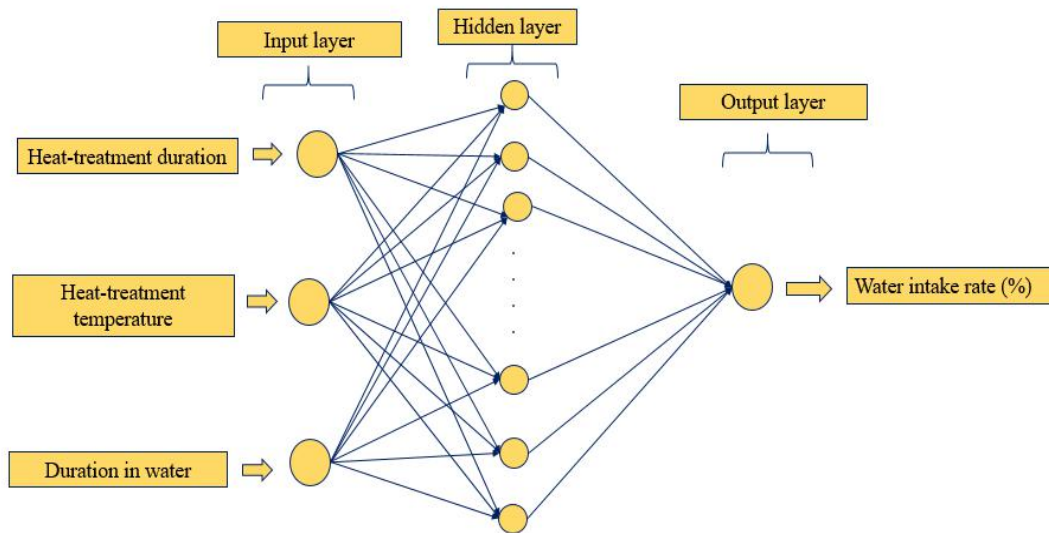 Input layer
Hidden layer
Output layer
Heat-treatment duration
Heat-treatment
temperature
Duration in water
Water intake rate (%)